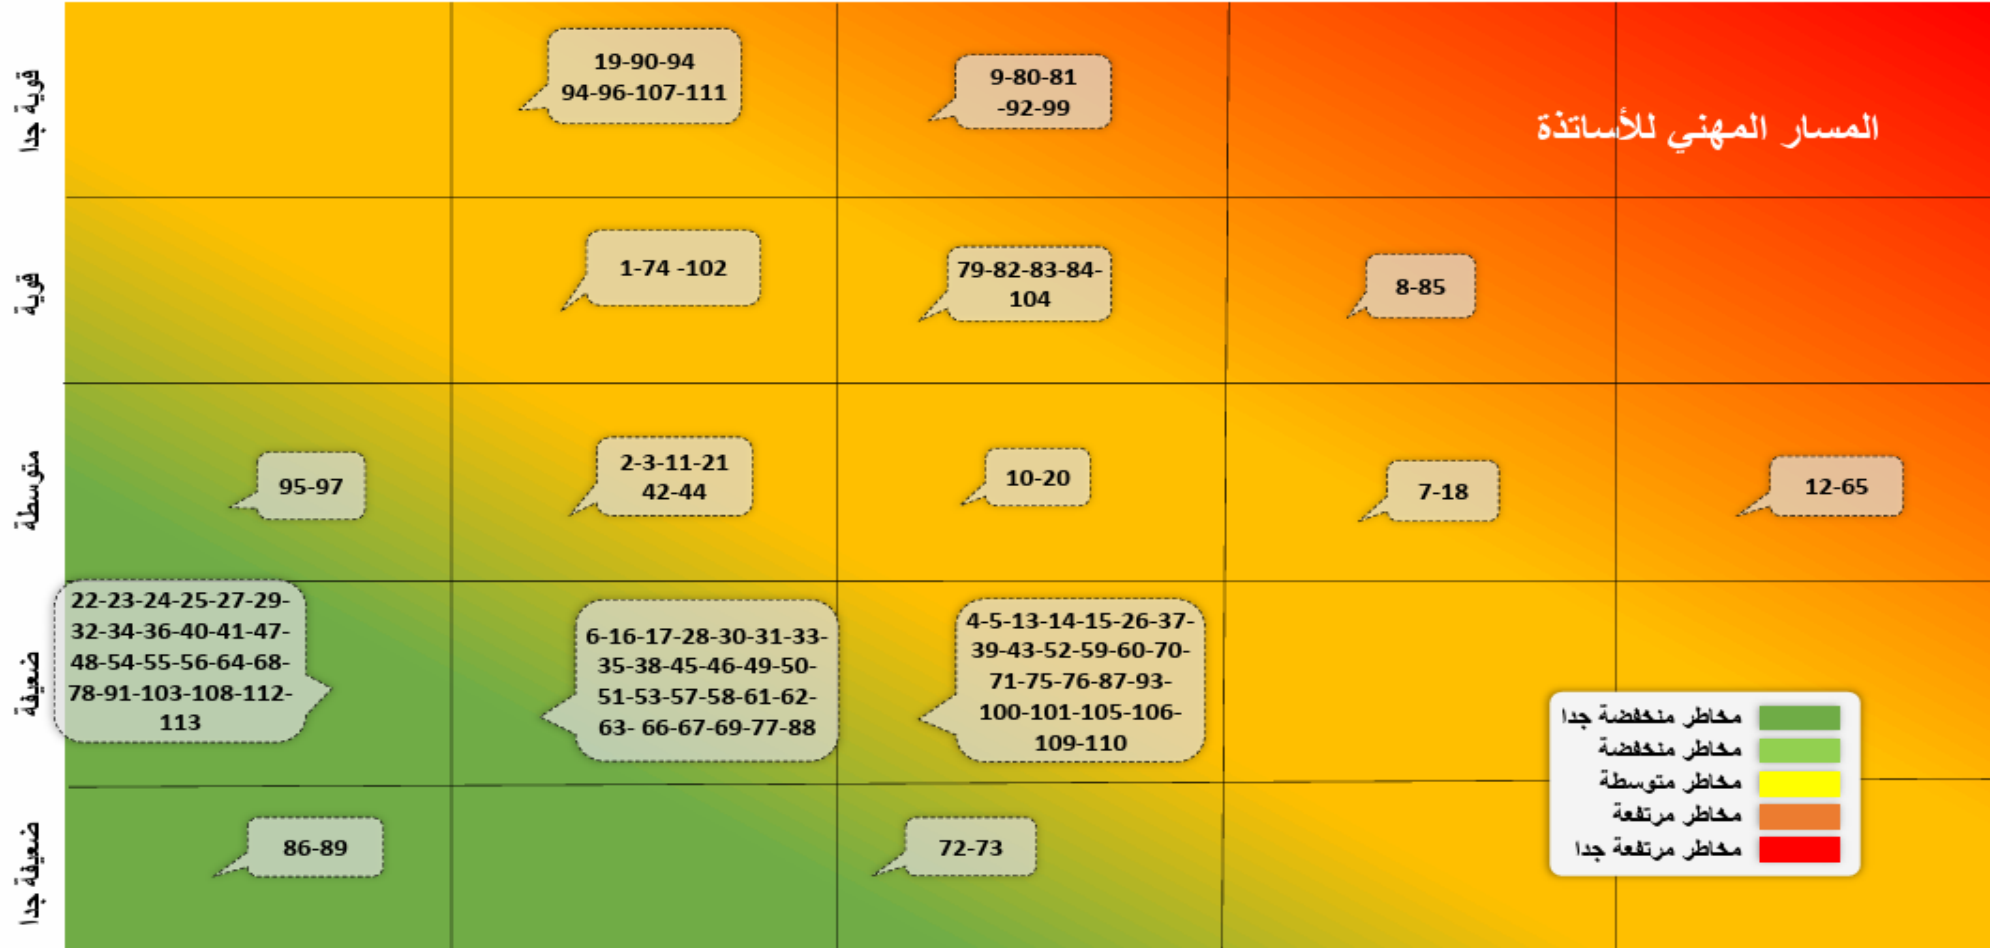 المسار المهني للأساتذة
قوية جدا
19-90-94
94-96-107-111
9-80-81
-92-99
قوية
1-74 -102
79-82-83-84-
104
8-85
متوسطة
95-97
2-3-11-21
42-44
10-20
7-18
12-65
ضعيفة
22-23-24-25-27-29-
32-34-36-40-41-47-
48-54-55-56-64-68-
78-91-103-108-112-
113
6-16-17-28-30-31-33-
35-38-45-46-49-50-
51-53-57-58-61-62-
63- 66-67-69-77-88
4-5-13-14-15-26-37-
39-43-52-59-60-70-
71-75-76-87-93-
100-101-105-106-
109-110
ضعيفة جدا
86-89
72-73
مخاطر منخفضة جدا
مخاطر منخفضة
مخاطر متوسطة
مخاطر مرتفعة
مخاطر مرتفعة جدا